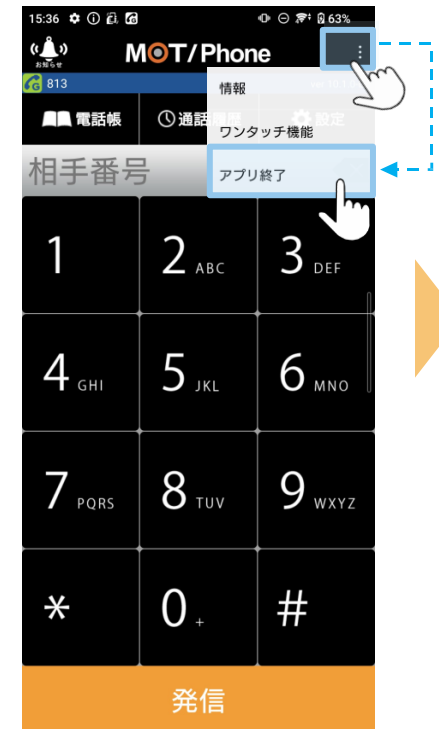 15:36 63%
お知らせ
MOT/Phone
813
情報
電話帳 通話 設定
ワンタッチ機能
相手番号
アプリ終了
1 2 ABC 3 DEF
4 GHI 5 JKL 6 MNO
7 PQRS 8 TUV 9 WXYZ
* 0 + #
発信